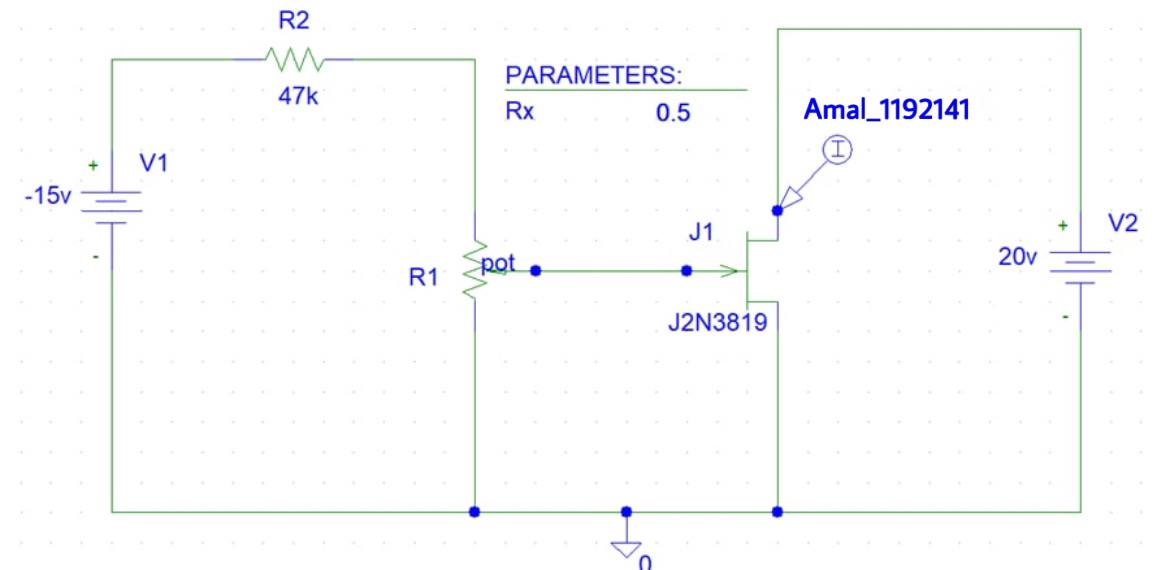 R2
47k
PARAMETERS:
Rx 0.5
Amal_1192141
I
+
V1
-15v
-
R1
pot
J1
J2N3819
+
V2
20v
-
0